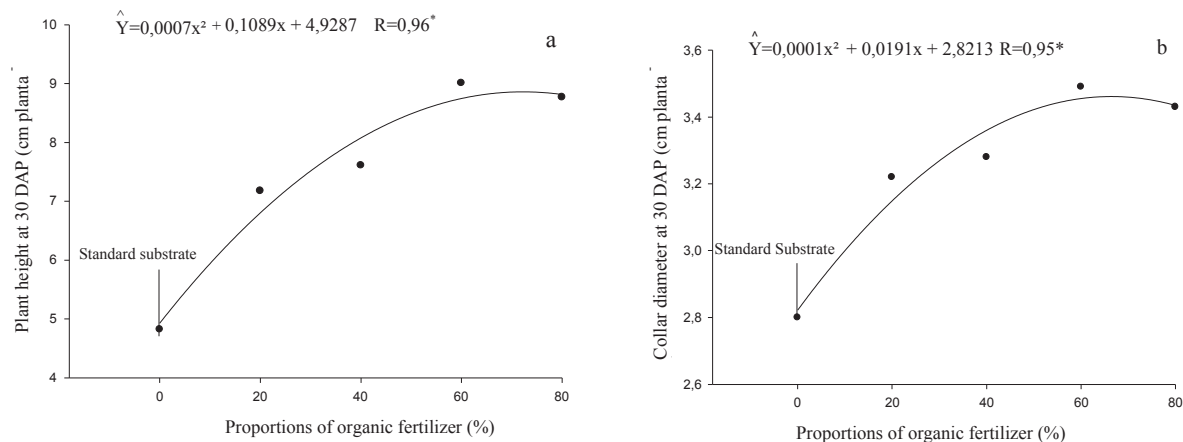 Ŷ=0,0007x² + 0,1089x + 4,9287 R=0,96*
a
Plant height at 30 DAP (cm planta-
10
9
8
7
6
5
4
Standard substrate
0 20 40 60 80
Proportions of organic fertilizer (%)
Ŷ=0,0001x² + 0,0191x + 2,8213 R=0,95*
b
Collar diameter at 30 DAP (cm planta-
3,6
3,4
3,2
3,0
2,8
2,6
Standard Substrate
0 20 40 60 80
Proportions of organic fertilizer (%)